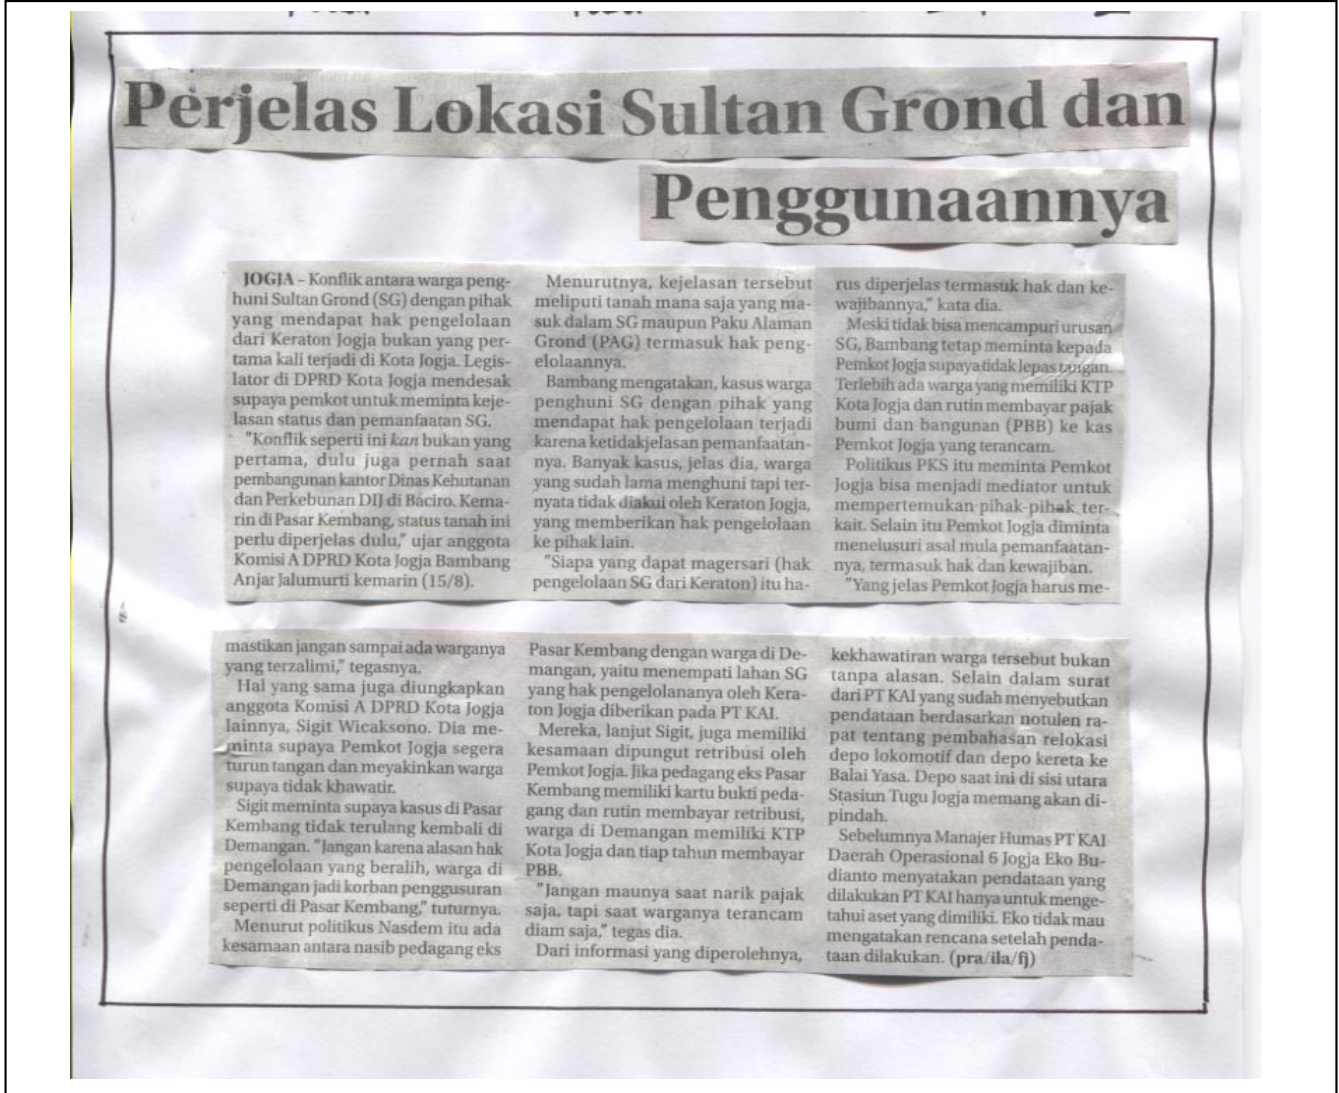 Perjelas Lokasi Sultan Grond dan
Penggunaannya
JOGJA – Konflik antara warga peng-
huni Sultan Grond (SG) dengan pihak
yang mendapat hak pengelolaan
dari Keraton Jogja bukan yang per-
tama kali terjadi di Kota Jogja. Legis-
lator di DPRD Kota Jogja mendesak
supaya pemkot untuk meminta keje-
lasan status dan pemanfaatan SG.
"Konflik seperti ini kan bukan yang
pertama, dulu juga pernah saat
pembangunan kantor Dinas Kehutanan
dan Perkebunan DIJ di Baciro. Kema-
rin di Pasar Kembang, status tanah ini
perlu diperjelas dulu," ujar anggota
Komisi A DPRD Kota Jogja Bambang
Anjar Jalumurti kemarin (15/8).
Menurutnya, kejelasan tersebut
meliputi tanah mana saja yang ma-
suk dalam SG maupun Paku Alaman
Grond (PAG) termasuk hak peng-
elolaannya.
Bambang mengatakan, kasus warga
penghuni SG dengan pihak yang
mendapat hak pengelolaan terjadi
karena ketidakjelasan pemanfaatan-
nya. Banyak kasus, jelas dia, warga
yang sudah lama menghuni tapi ter-
nyata tidak diakui oleh Keraton Jogja,
yang memberikan hak pengelolaan
ke pihak lain.
"Siapa yang dapat magersari (hak
pengelolaan SG dari Keraton) itu ha-
rus diperjelas termasuk hak dan ke-
wajibannya," kata dia.
Meski tidak bisa mencampuri urusan
SG, Bambang tetap meminta kepada
Pemkot Jogja supaya tidak lepas tangan.
Terlebih ada warga yang memiliki KTP
Kota Jogja dan rutin membayar pajak
bumi dan bangunan (PBB) ke kas
Pemkot Jogja yang terancam.
Politikus PKS itu meminta Pemkot
Jogja bisa menjadi mediator untuk
mempertemukan pihak-pihak ter-
kait. Selain itu Pemkot Jogja diminta
menelusuri asal mula pemanfaatan-
nya, termasuk hak dan kewajiban.
"Yang jelas Pemkot Jogja harus me-
mastikan jangan sampai ada warganya
yang terzalimi," tegasnya.
Hal yang sama juga diungkapkan
anggota Komisi A DPRD Kota Jogja
lainnya, Sigit Wicaksono. Dia me-
minta supaya Pemkot Jogja segera
turun tangan dan meyakinkan warga
supaya tidak khawatir.
Sigit meminta supaya kasus di Pasar
Kembang tidak terulang kembali di
Demangan. "Jangan karena alasan hak
pengelolaan yang beralih, warga di
Demangan jadi korban penggusuran
seperti di Pasar Kembang," tuturnya.
Menurut politikus Nasdem itu ada
kesamaan antara nasib pedagang eks
Pasar Kembang dengan warga di De-
mangan, yaitu menempati lahan SG
yang hak pengelolananya oleh Kera-
ton Jogja diberikan pada PT KAI.
Mereka, lanjut Sigit, juga memiliki
kesamaan dipungut retribusi oleh
Pemkot Jogja. Jika pedagang eks Pasar
Kembang memiliki kartu bukti peda-
gang dan rutin membayar retribusi,
warga di Demangan memiliki KTP
Kota Jogja dan tiap tahun membayar
PBB.
"Jangan maunya saat narik pajak
saja, tapi saat warganya terancam
diam saja," tegas dia.
Dari informasi yang diperolehnya,
kekhawatiran warga tersebut bukan
tanpa alasan. Selain dalam surat
dari PT KAI yang sudah menyebutkan
pendataan berdasarkan notulen ra-
pat tentang pembahasan relokasi
depo lokomotif dan depo kereta ke
Balai Yasa. Depo saat ini di sisi utara
Stasiun Tugu Jogja memang akan di-
pindah.
Sebelumnya Manajer Humas PT KAI
Daerah Operasional 6 Jogja Eko Bu-
dianto menyatakan pendataan yang
dilakukan PT KAI hanya untuk menge-
tahui aset yang dimiliki. Eko tidak mau
mengatakan rencana setelah penda-
taan dilakukan. (pra/ila/fj)